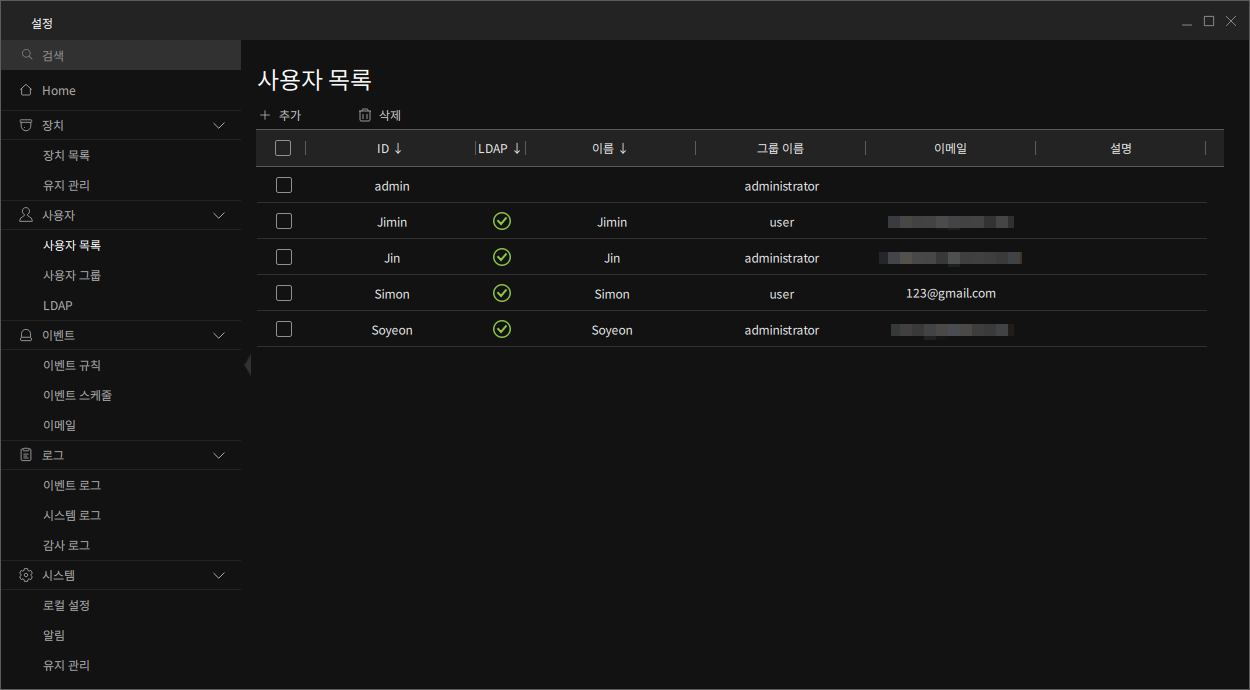 설정
검색
Home
장치
장치 목록
유지 관리
사용자
사용자 목록
사용자 그룹
LDAP
이벤트
이벤트 규칙
이벤트 스케줄
이메일
로그
이벤트 로그
시스템 로그
감사 로그
시스템
로컬 설정
알림
유지 관리
사용자 목록
추가 삭제
ID ↓ LDAP ↓ 이름 ↓ 그룹 이름 이메일 설명
admin administrator
Jimin Jimin user
Jin Jin administrator
Simon Simon user 123@gmail.com
Soyeon Soyeon administrator